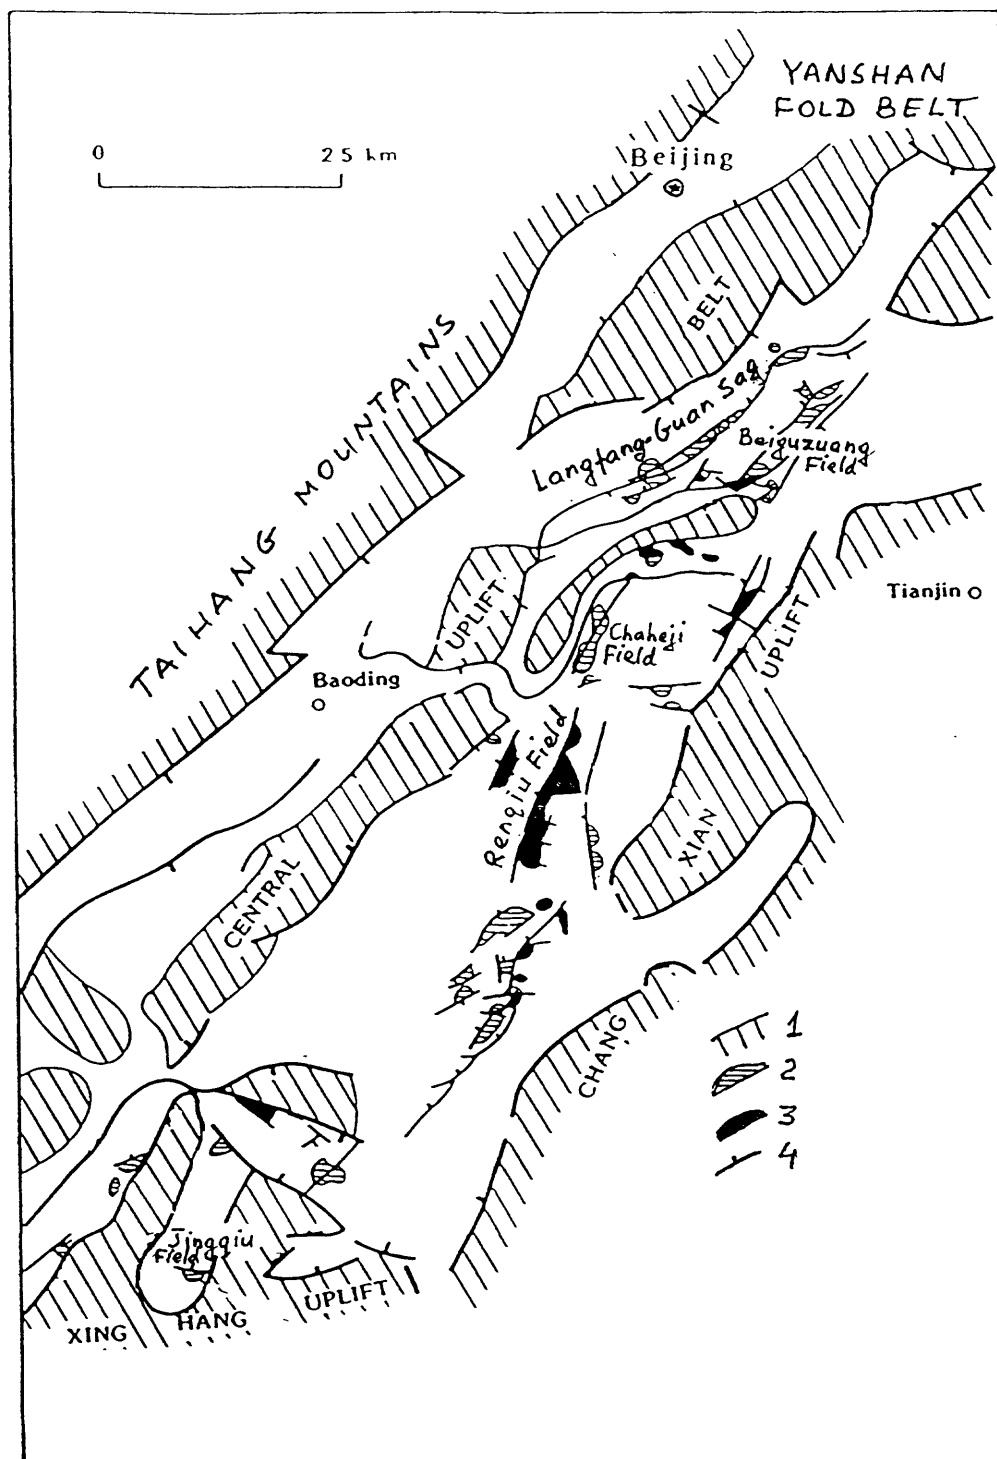 YANSHAN
FOLD BELT
0 25 km
Beijing
BELT
TAIHANG MOUNTAINS
Langfang-Guan Sag
Beiguzuang
Field
Tianjin
UPLIFT
UPLIFT
Chaheji
Field
Baoding
Renqiu Field
XIAN
CENTRAL
CHANG
1
2
3
4
Jingqiu
Field
XING HANG UPLIFT